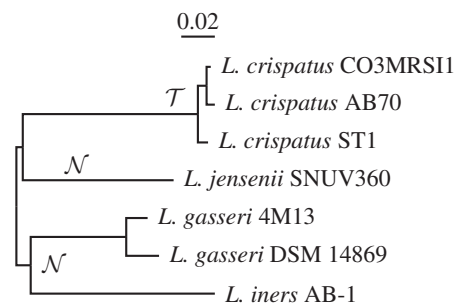 0.02
L. crispatus CO3MRSI1
𝒯
L. crispatus AB70
L. crispatus ST1
𝒩
L. jensenii SNUV360
L. gasseri 4M13
L. gasseri DSM 14869
𝒩
L. iners AB-1